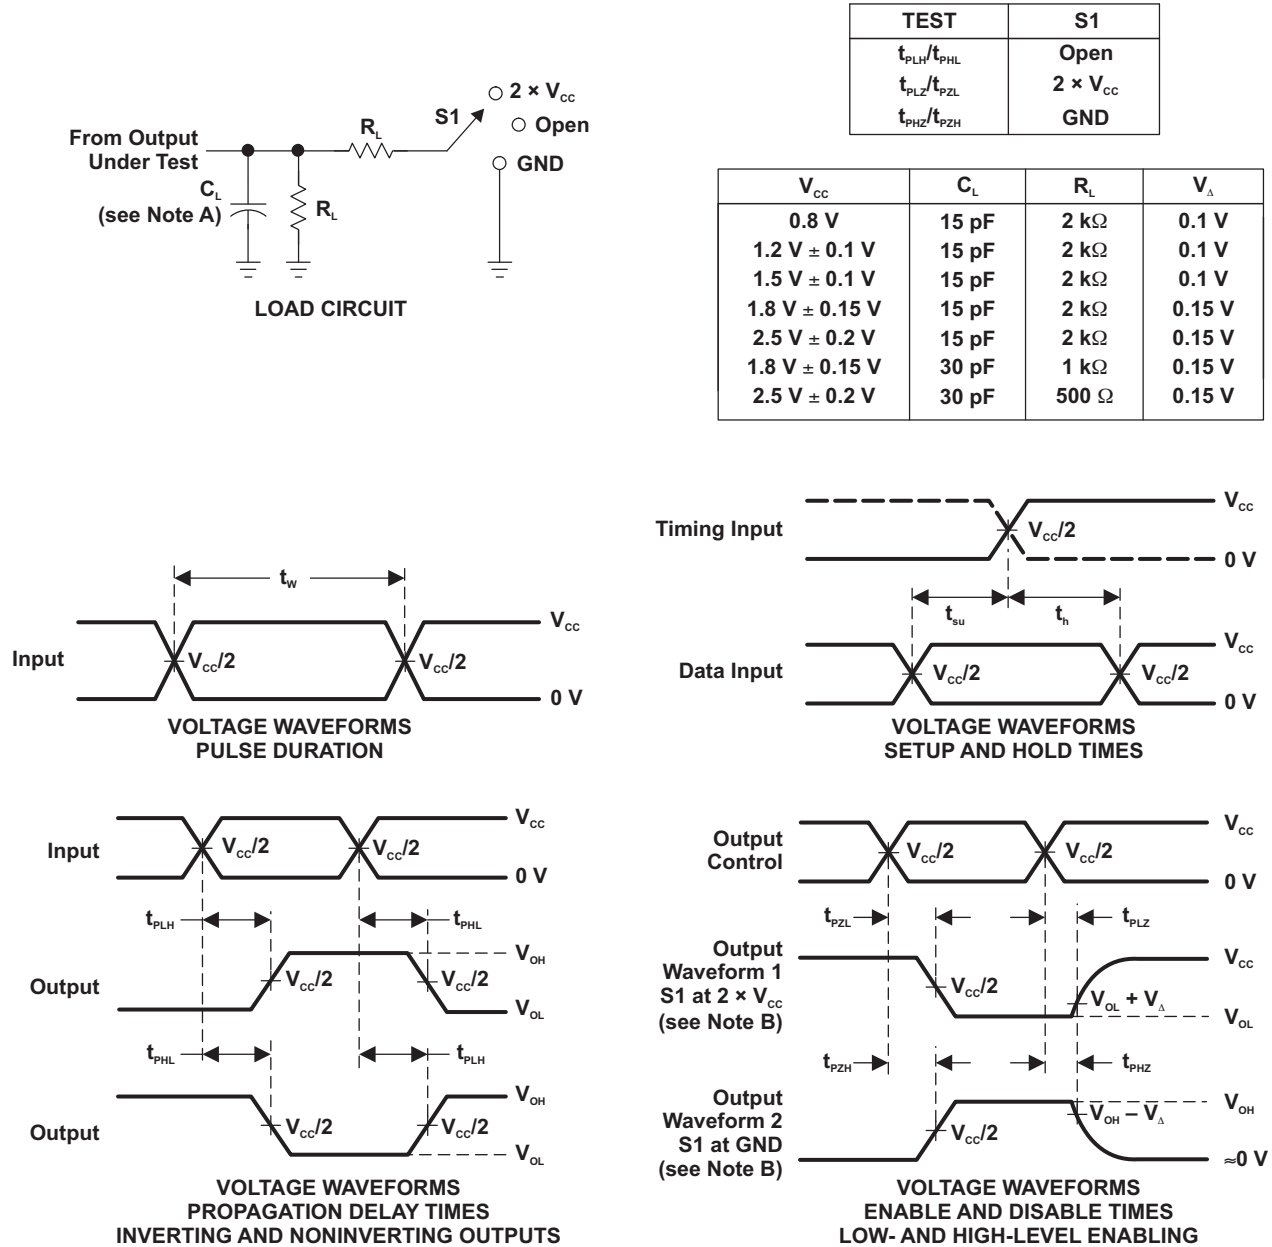 TEST S1
tPLH/tPHL Open
tPLZ/tPZL 2 × VCC
tPHZ/tPZH GND
2 × VCC
S1
Open
RL
From Output
Under Test
GND
CL
(see Note A)
RL
LOAD CIRCUIT
VCC CL RL VΔ
0.8 V 15 pF 2 kΩ 0.1 V
1.2 V ± 0.1 V 15 pF 2 kΩ 0.1 V
1.5 V ± 0.1 V 15 pF 2 kΩ 0.1 V
1.8 V ± 0.15 V 15 pF 2 kΩ 0.15 V
2.5 V ± 0.2 V 15 pF 2 kΩ 0.15 V
1.8 V ± 0.15 V 30 pF 1 kΩ 0.15 V
2.5 V ± 0.2 V 30 pF 500 Ω 0.15 V
tW
VCC
Input
VCC/2 VCC/2
0 V
VOLTAGE WAVEFORMS
PULSE DURATION
VCC
Timing Input
VCC/2
0 V
tsu th
VCC
Data Input
VCC/2 VCC/2
0 V
VOLTAGE WAVEFORMS
SETUP AND HOLD TIMES
VCC
Input
VCC/2 VCC/2
0 V
tPLH tPHL
VOH
Output
VCC/2 VCC/2
VOL
tPHL tPLH
VOH
Output
VCC/2 VCC/2
VOL
VOLTAGE WAVEFORMS
PROPAGATION DELAY TIMES
INVERTING AND NONINVERTING OUTPUTS
VCC
Output
Control
VCC/2 VCC/2
0 V
tPZL tPLZ
Output
Waveform 1
S1 at 2 × VCC
(see Note B)
VCC
VCC/2
VOL + VΔ
VOL
tPZH tPHZ
Output
Waveform 2
S1 at GND
(see Note B)
VOH
VOH – VΔ
VCC/2
≈0 V
VOLTAGE WAVEFORMS
ENABLE AND DISABLE TIMES
LOW- AND HIGH-LEVEL ENABLING